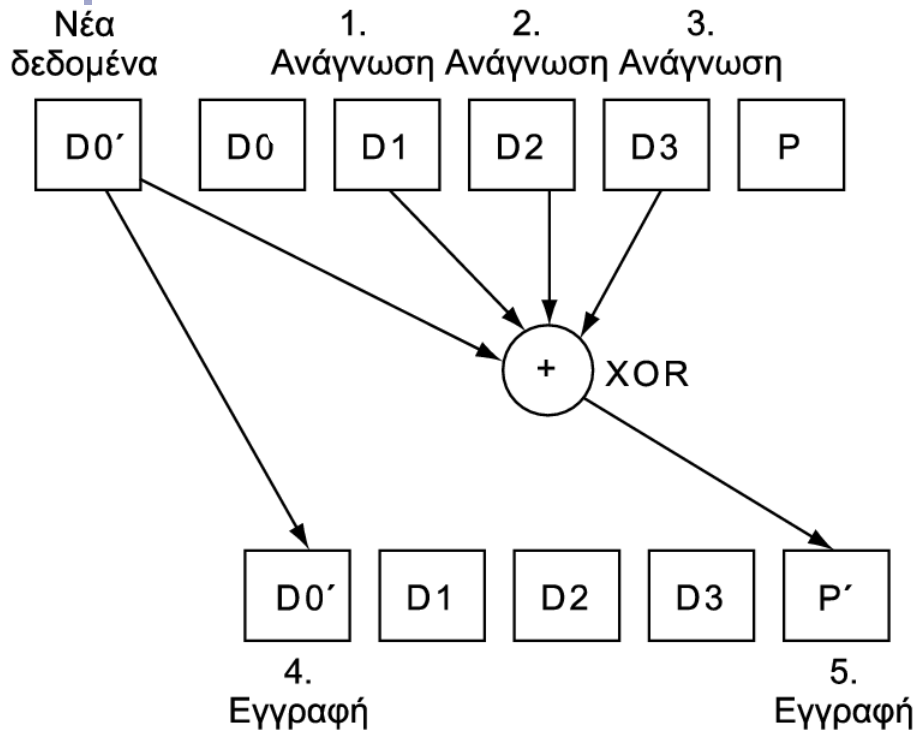 Νέα
δεδομένα
1.
Ανάγνωση
2.
Ανάγνωση
3.
Ανάγνωση
D0´ D0 D1 D2 D3 P
+ XOR
D0´ D1 D2 D3 P´
4.
Εγγραφή
5.
Εγγραφή